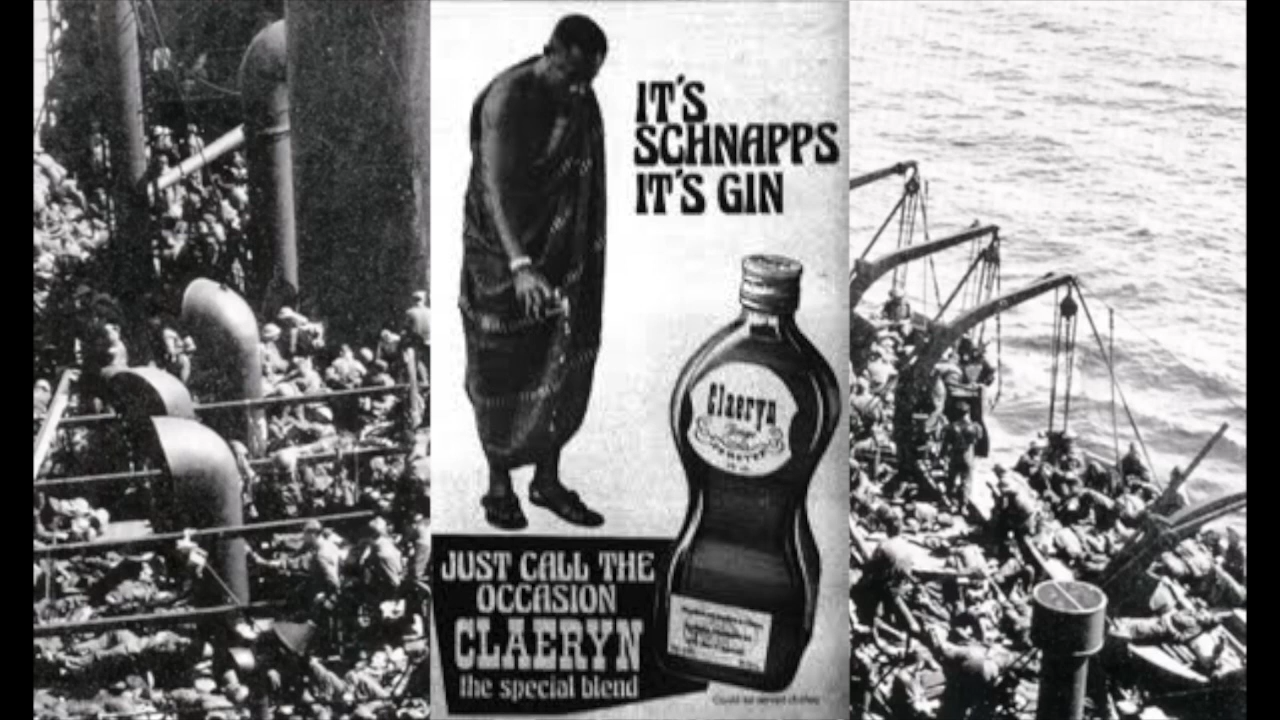 IT'S
SCHNAPPS
IT'S GIN
Claeryn
JUST CALL THE
OCCASION
CLAERYN
the special blend